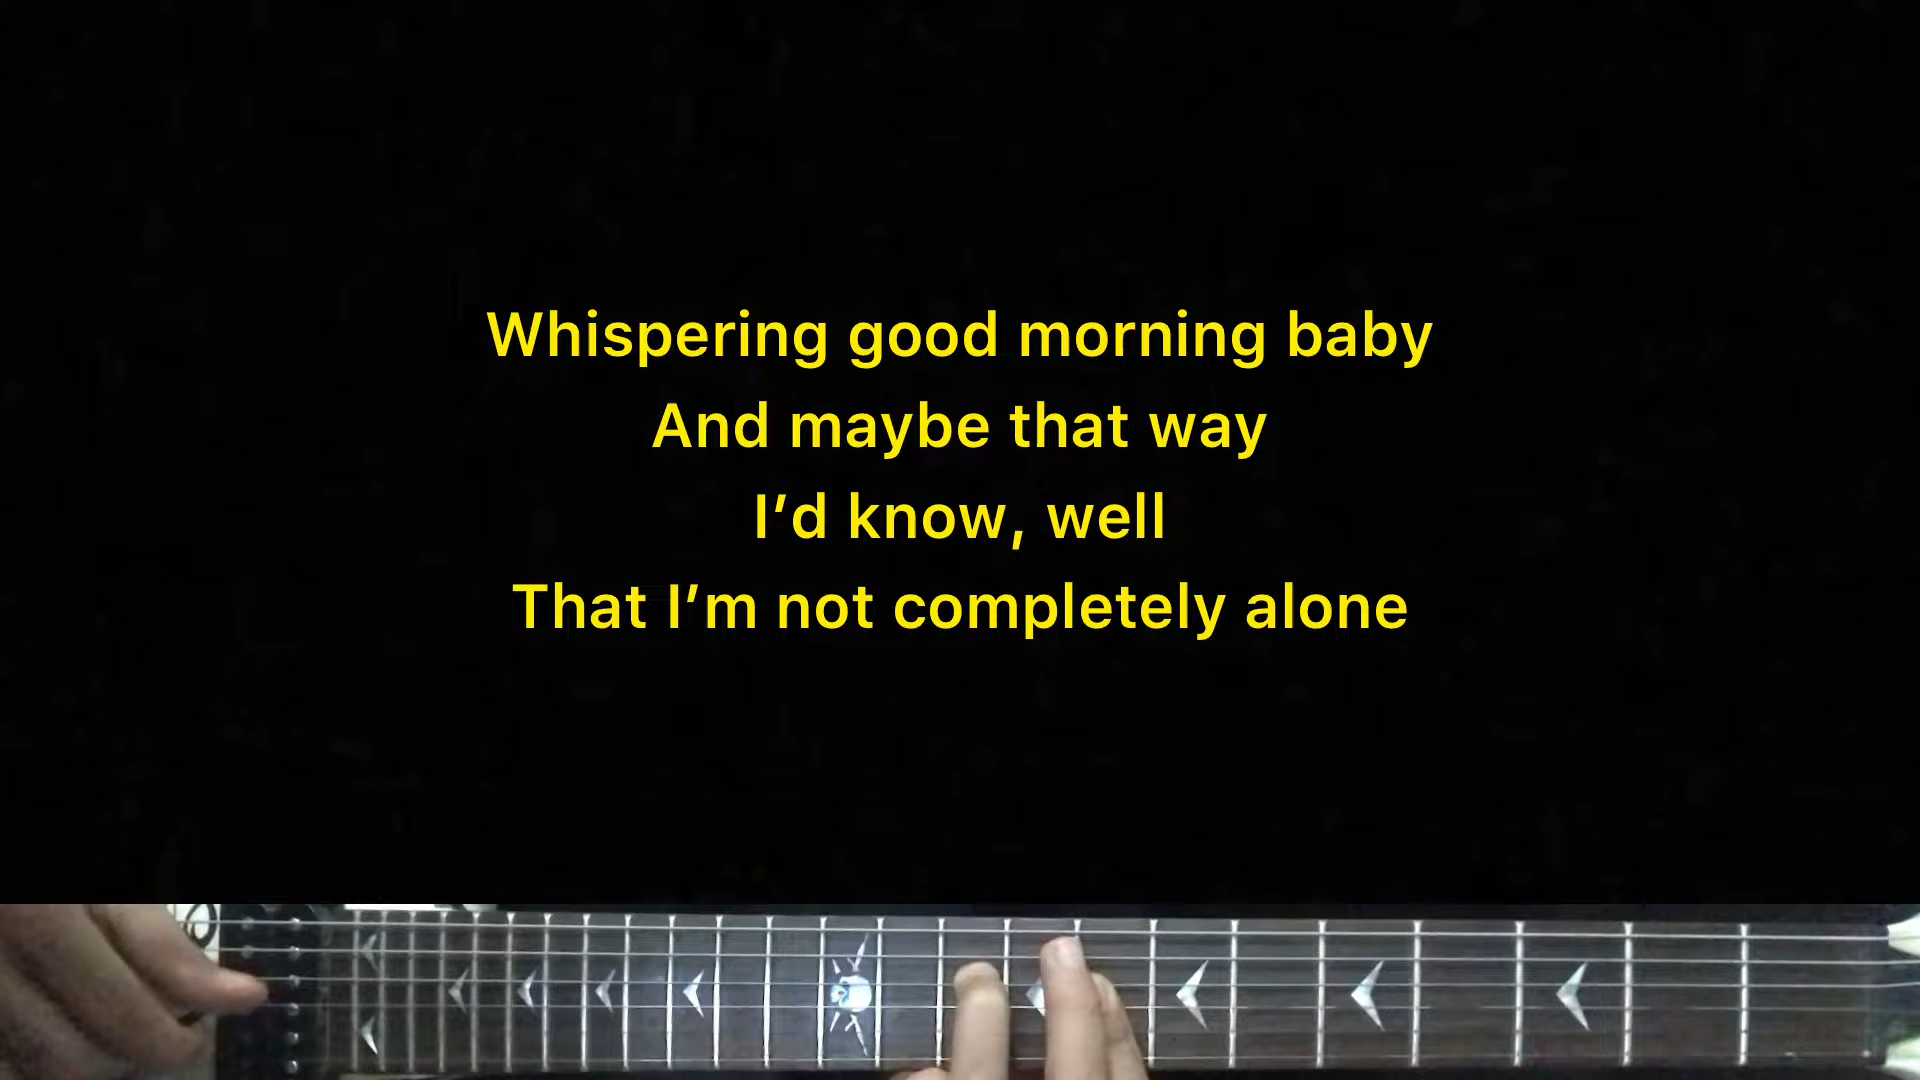 Whispering good morning baby
And maybe that way
I’d know, well
That I’m not completely alone